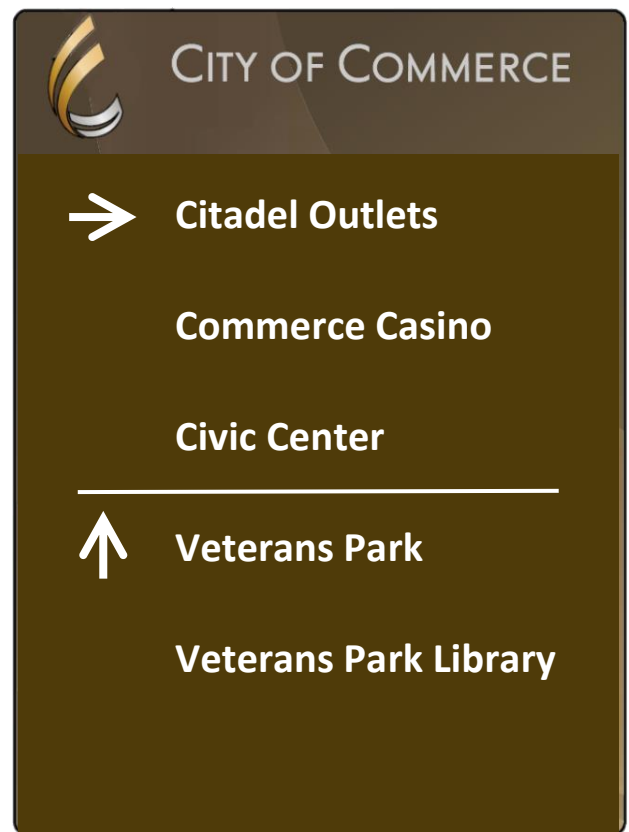 CITY OF COMMERCE
Citadel Outlets
Commerce Casino
Civic Center
Veterans Park
Veterans Park Library